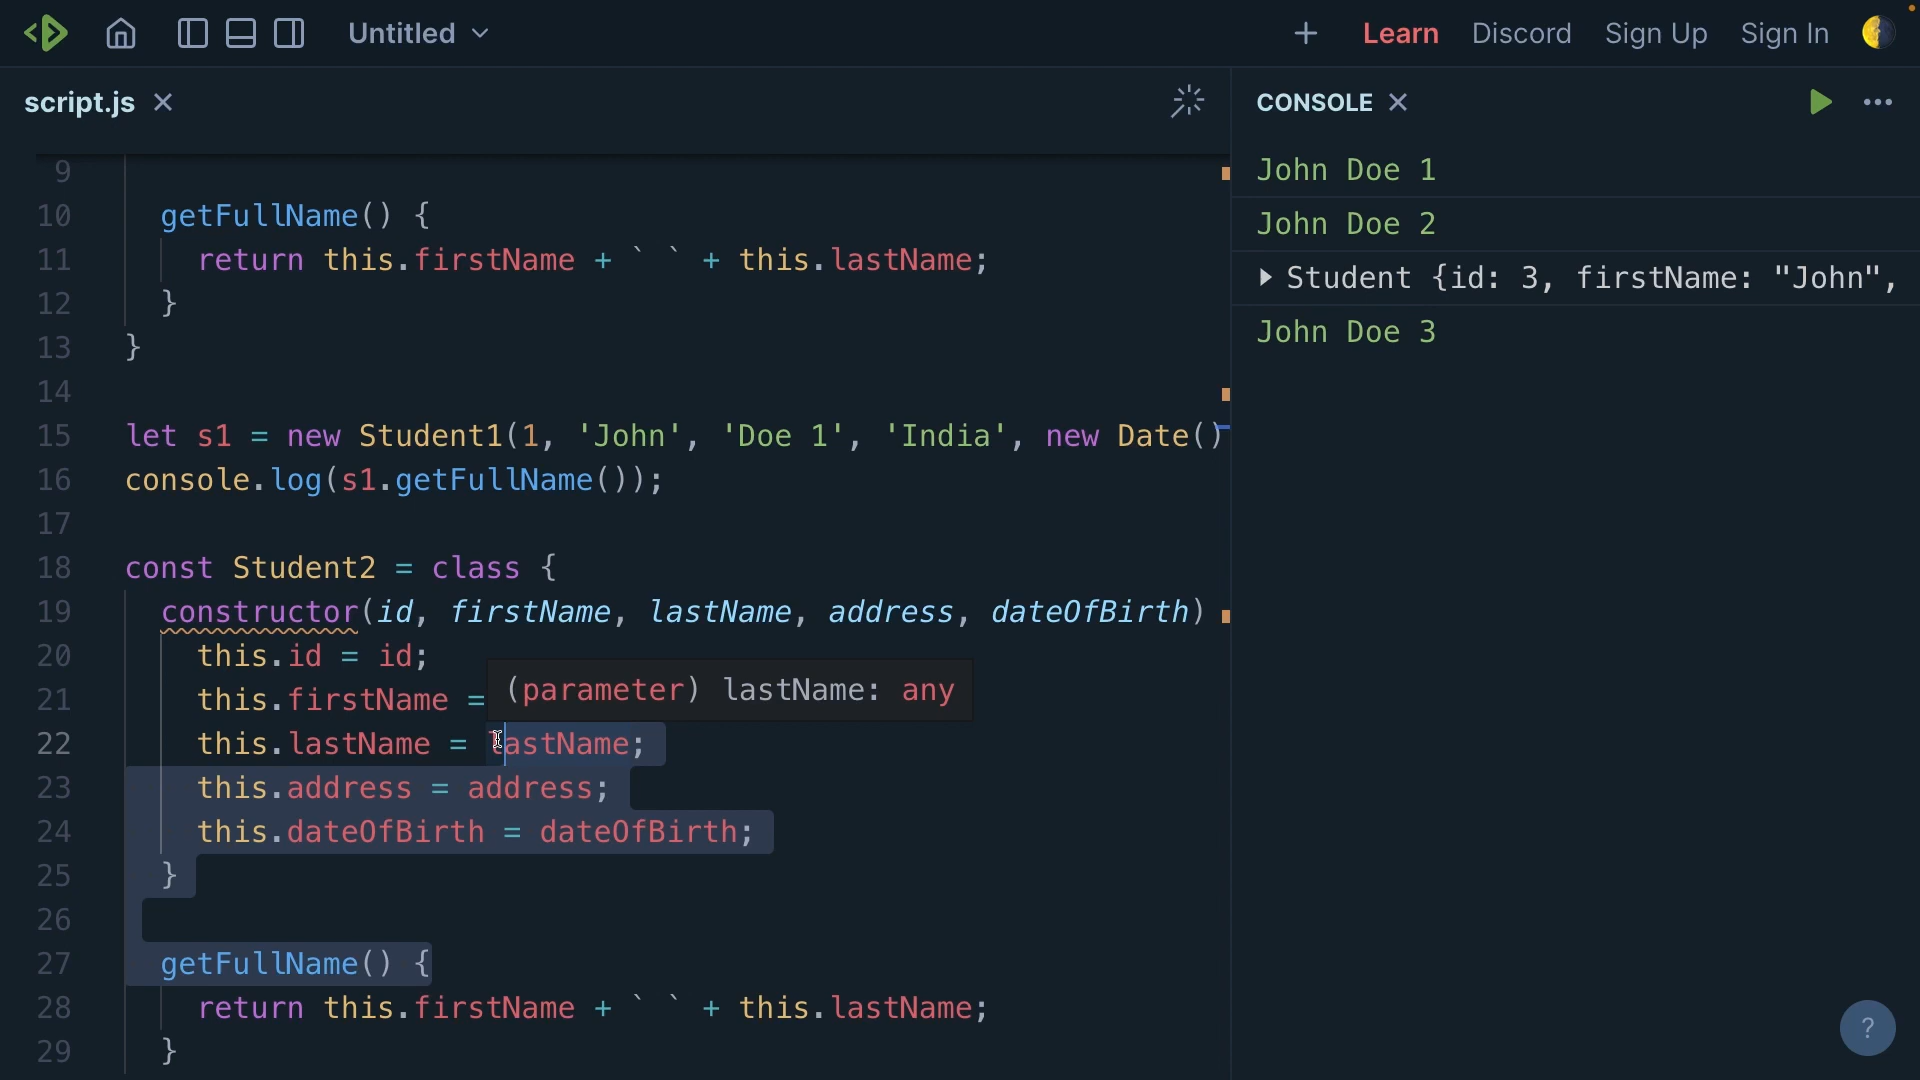 Untitled
+ Learn Discord Sign Up Sign In
script.js
CONSOLE
9
10 getFullName() {
11 return this.firstName + ` ` + this.lastName;
12 }
13 }
14
15 let s1 = new Student1(1, 'John', 'Doe 1', 'India', new Date()
16 console.log(s1.getFullName());
17
18 const Student2 = class {
19 constructor(id, firstName, lastName, address, dateOfBirth)
20 this.id = id;
21 this.firstName =
(parameter) lastName: any
22 this.lastName = lastName;
23 this.address = address;
24 this.dateOfBirth = dateOfBirth;
25 }
26
27 getFullName() {
28 return this.firstName + ` ` + this.lastName;
29 }
John Doe 1
John Doe 2
Student {id: 3, firstName: "John",
John Doe 3
?